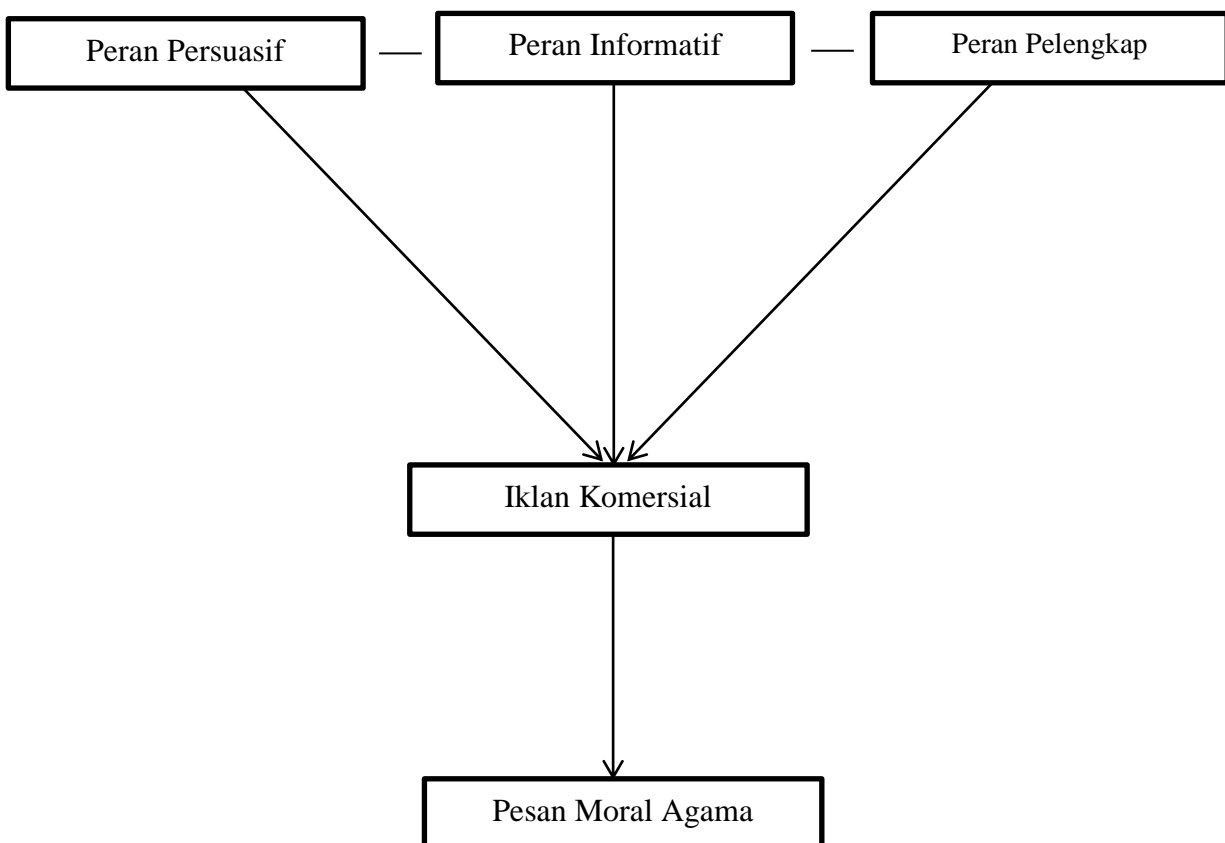 Peran Persuasif
Peran Informatif
Peran Pelengkap
Iklan Komersial
Pesan Moral Agama